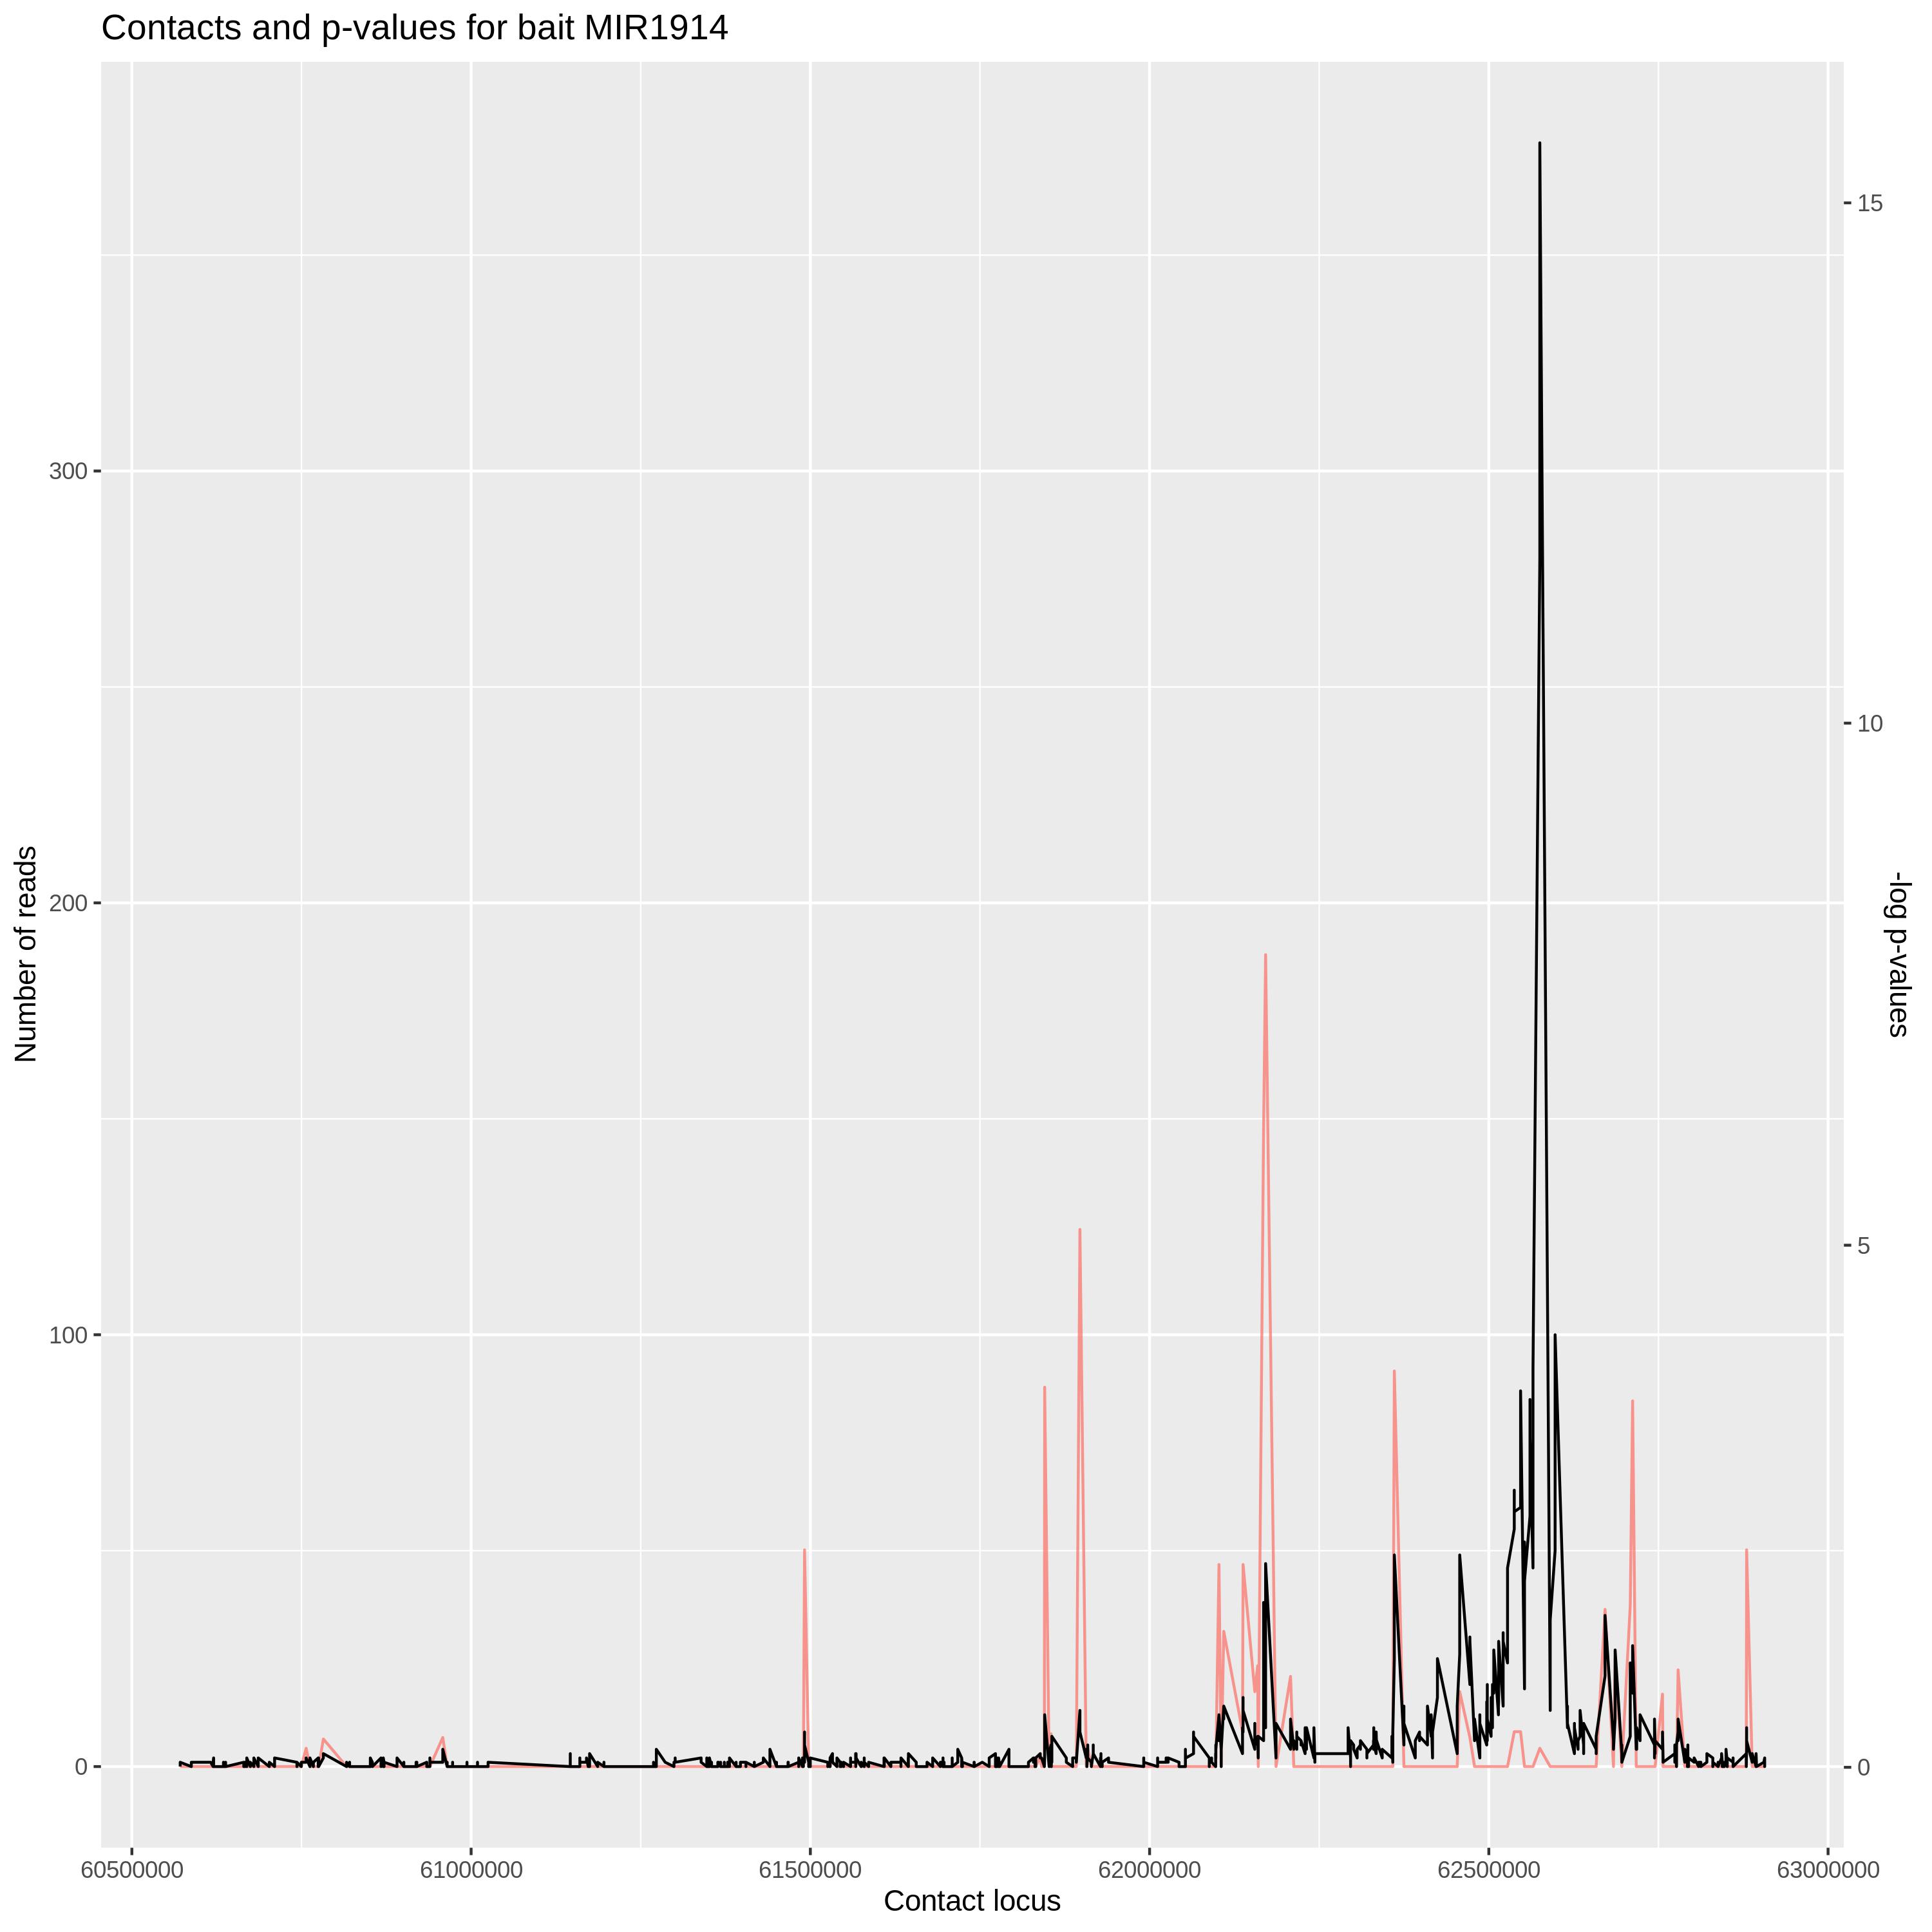 Contacts and p-values for bait MIR1914
Number of reads
300
200
100
0
15
10
5
0
-log p-values
60500000 61000000 61500000 62000000 62500000 63000000
Contact locus